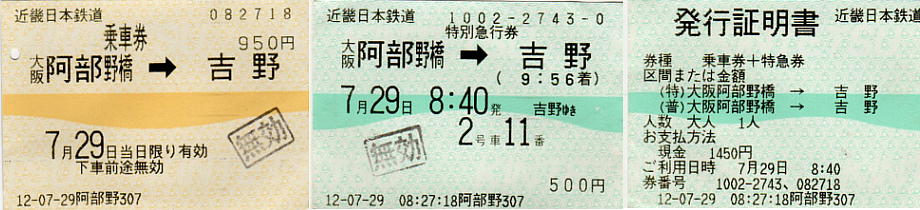 近畿日本鉄道 082718
乗車券 950円
大阪阿部野橋 → 吉野
7月29日当日限り有効
下車前途無効
無効
12-07-29阿部野307
近畿日本鉄道 1002-2743-0
特別急行券
大阪阿部野橋 → 吉野
(9:56着)
7月29日 8:40発 吉野ゆき
2号車11番
無効
500円
12-07-29 08:27:18阿部野307
発行証明書 近畿日本鉄道
券種 乗車券+特急券
区間または金額
(特)大阪阿部野橋 → 吉野
(普)大阪阿部野橋 → 吉野
人数 大人 1人
お支払方法
現金 1450円
ご利用日時 7月29日 8:40
券番号 1002-2743、082718
12-07-29 08:27:18阿部野307